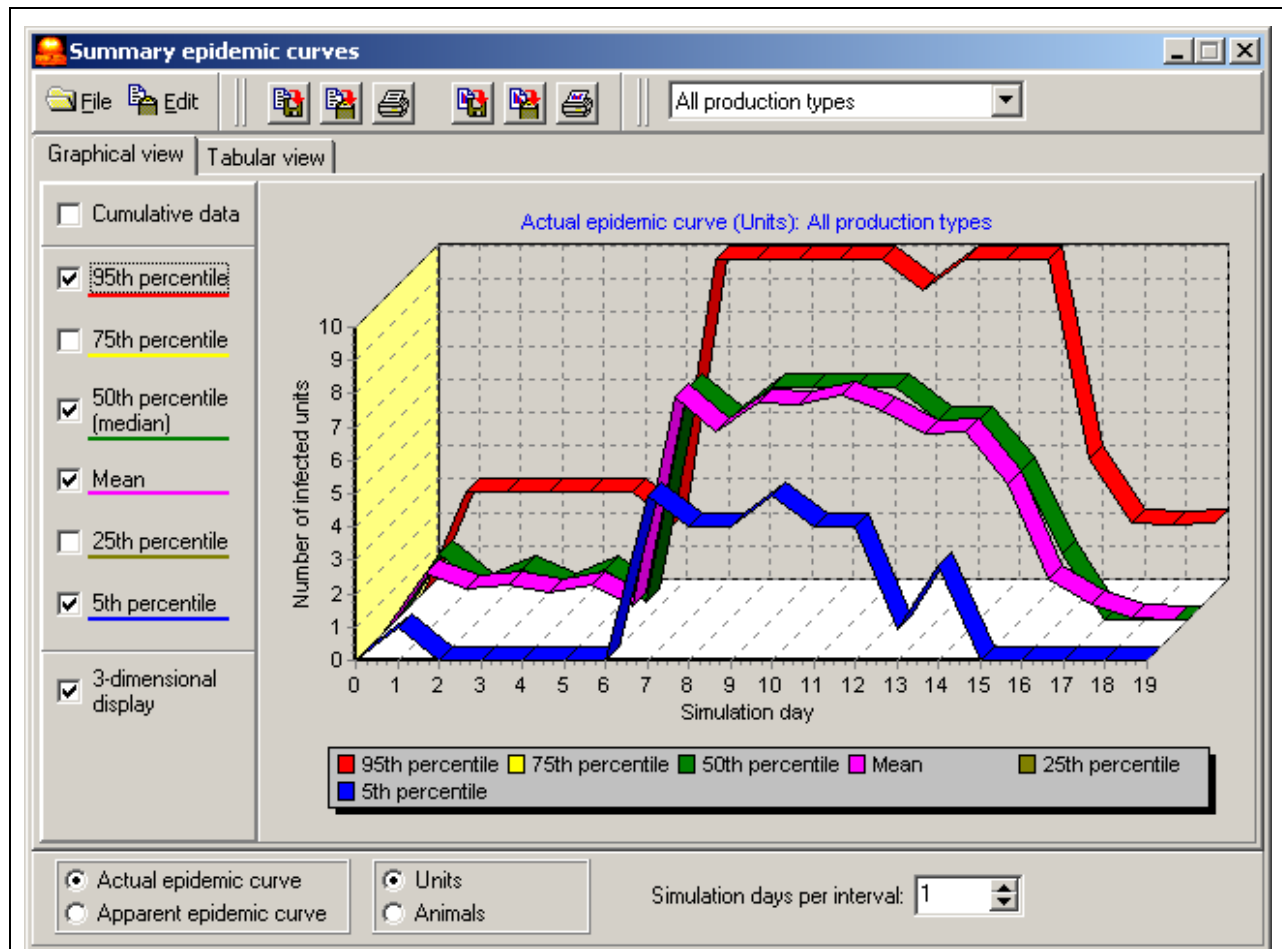 Summary epidemic curves
File Edit
All production types
Graphical view Tabular view
Cumulative data
95th percentile
75th percentile
50th percentile
(median)
Mean
25th percentile
5th percentile
3-dimensional
display
Actual epidemic curve (Units): All production types
Number of infected units
10
9
8
7
6
5
4
3
2
1
0
0 1 2 3 4 5 6 7 8 9 10 11 12 13 14 15 16 17 18 19
Simulation day
95th percentile 75th percentile 50th percentile Mean 25th percentile
5th percentile
Actual epidemic curve
Apparent epidemic curve
Units
Animals
Simulation days per interval: 1